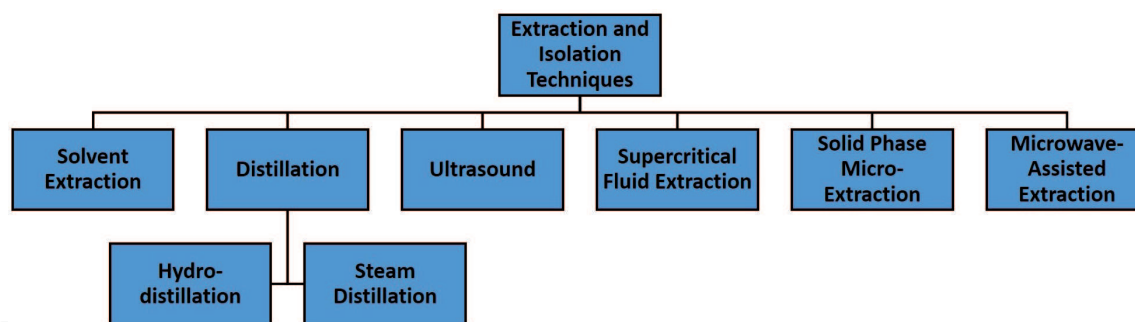 Extraction and
Isolation
Techniques
Solvent
Extraction
Distillation
Ultrasound
Supercritical
Fluid Extraction
Solid Phase
Micro-
Extraction
Microwave-
Assisted
Extraction
Hydro-
distillation
Steam
Distillation